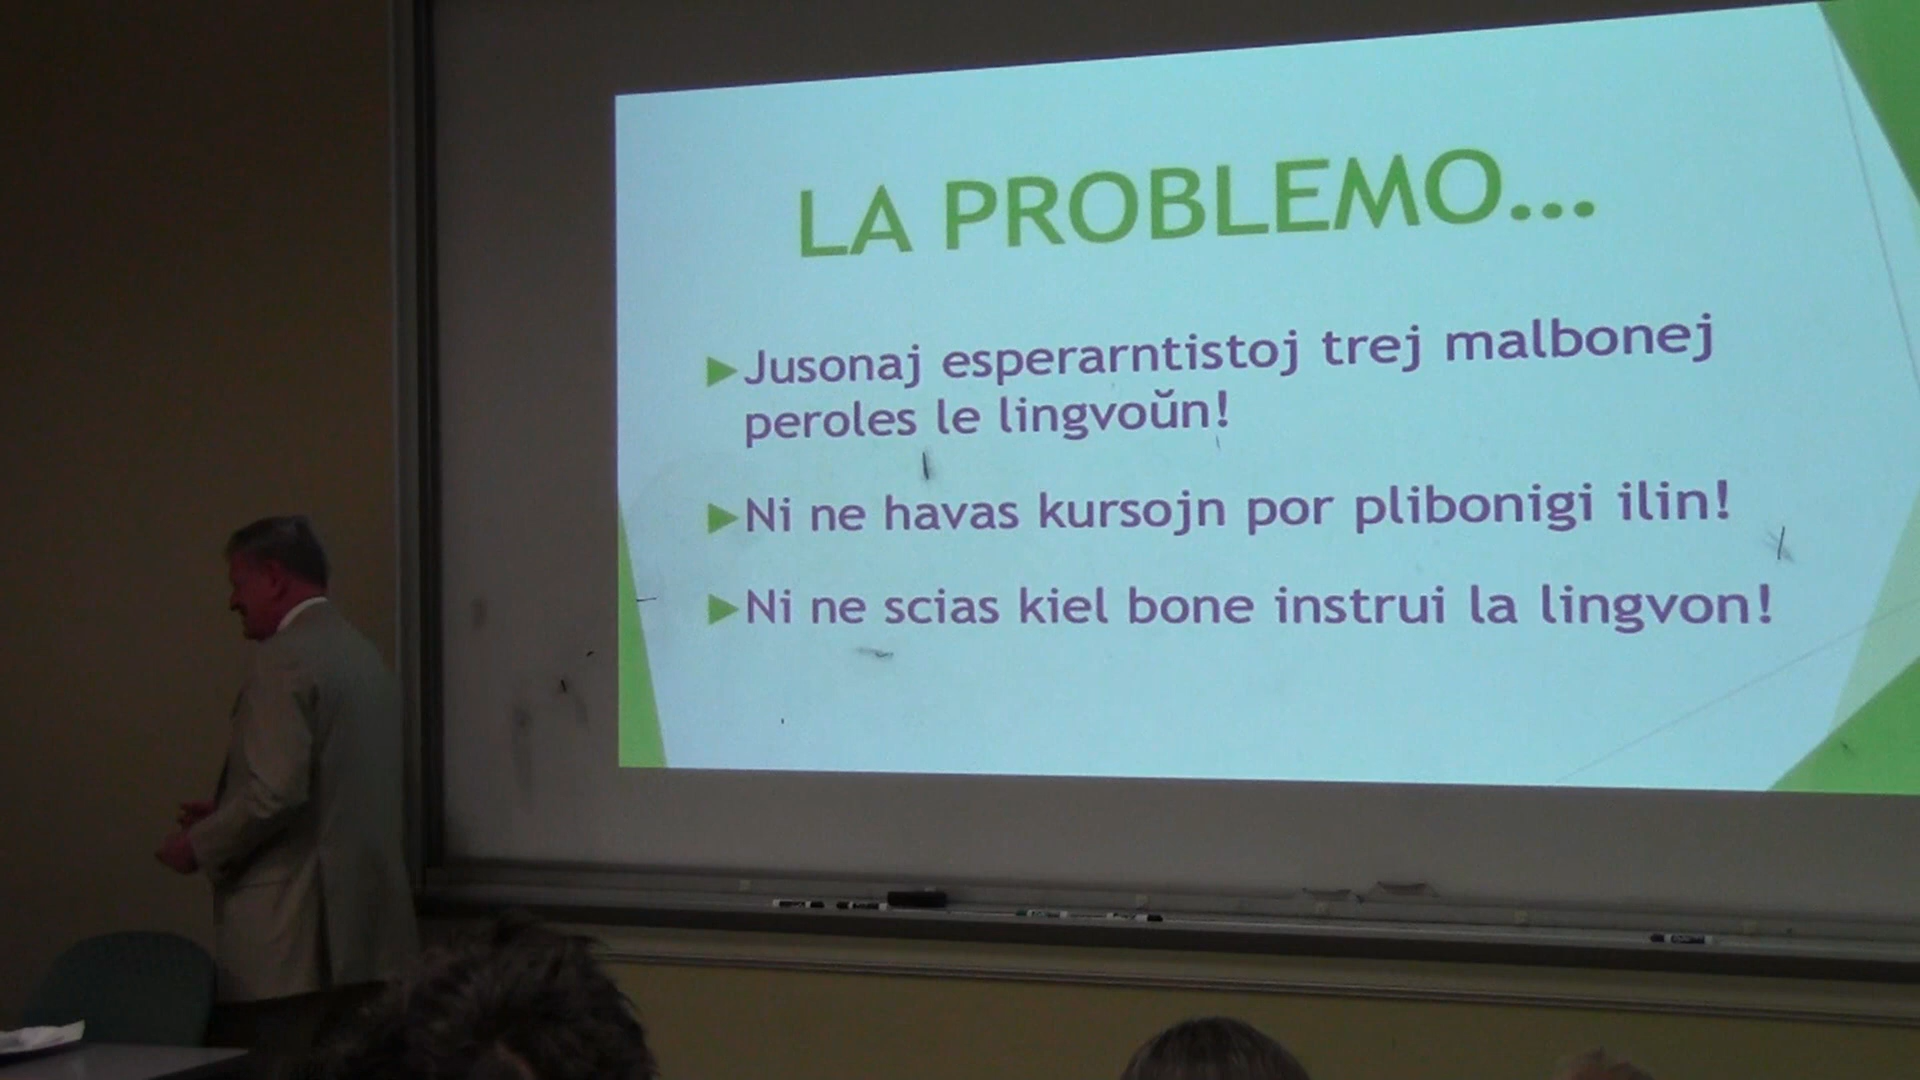 LA PROBLEMO...
Jusonaj esperarntistoj trej malbonej
peroles le lingvoŭn!
Ni ne havas kursojn por plibonigi ilin!
Ni ne scias kiel bone instrui la lingvon!